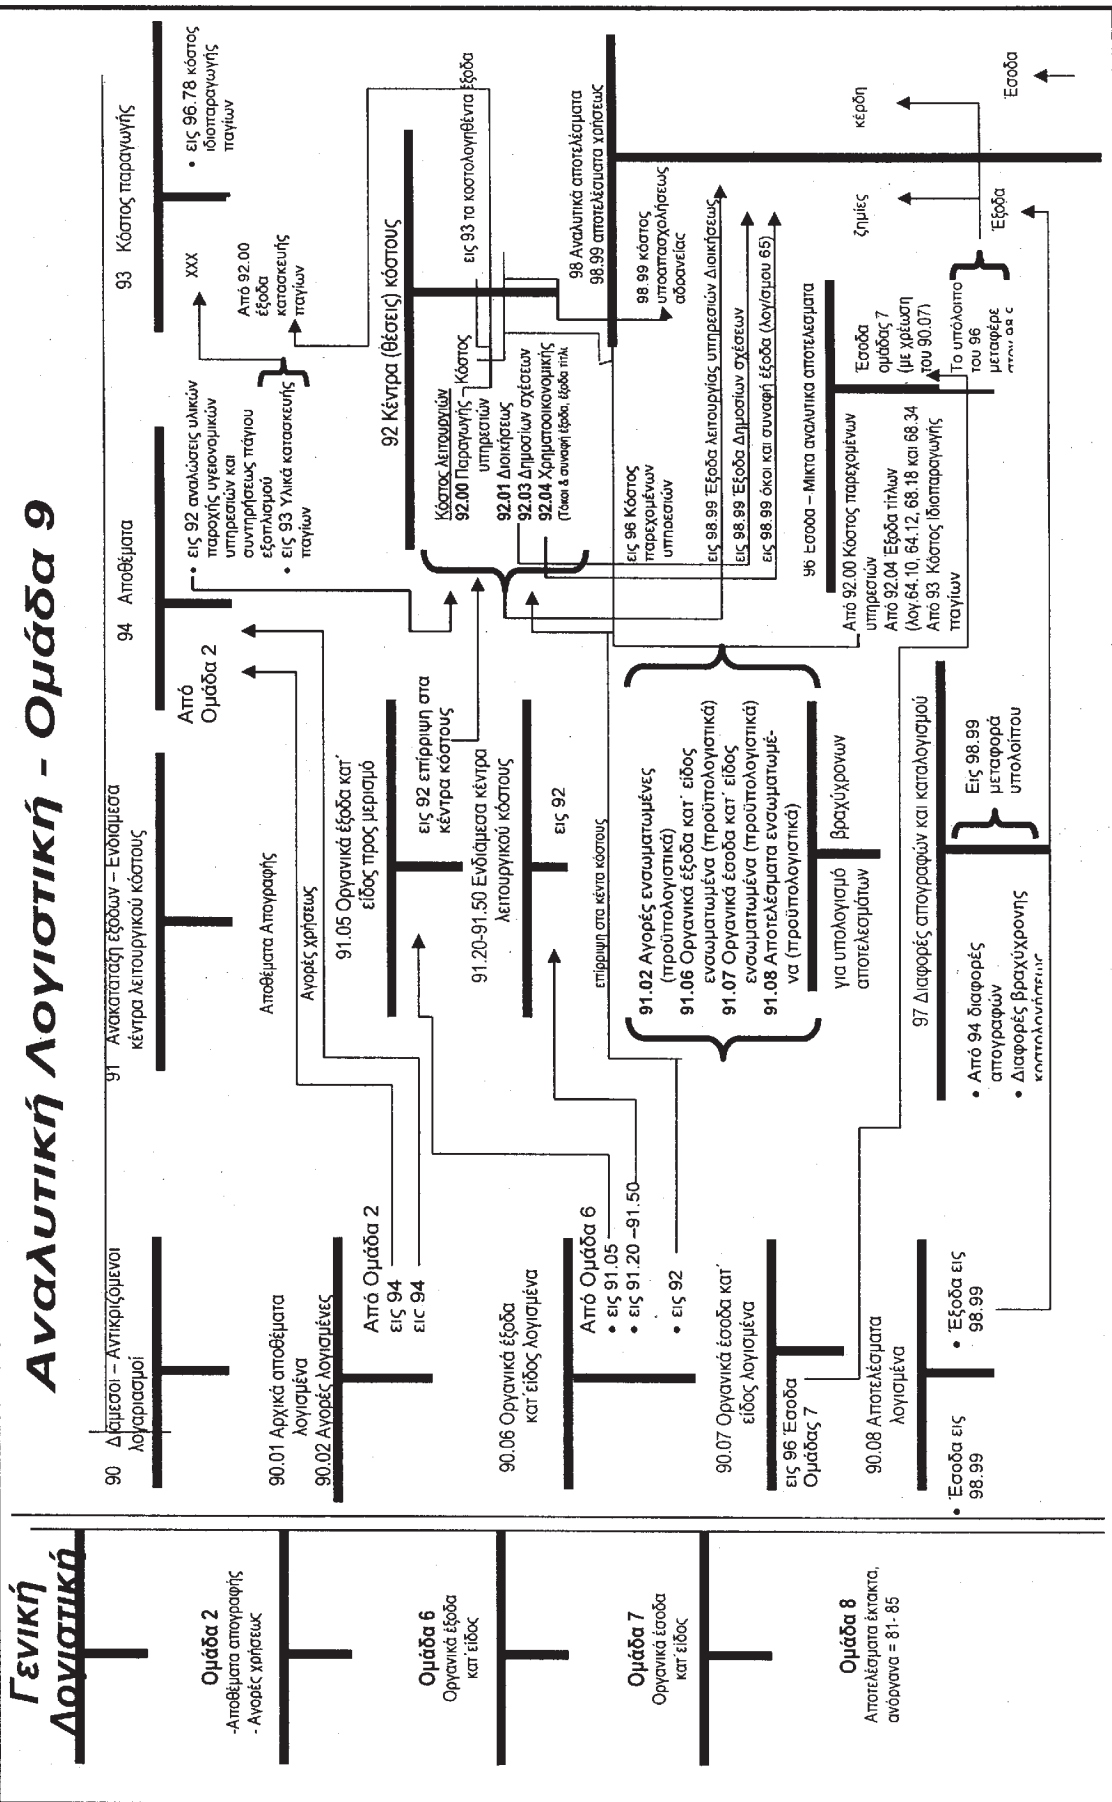 Αναλυτική Λογιστική - Ομάδα 9
Γενική
Λογιστική
Ομάδα 2
-Αποθέματα απογραφής
- Αγορές χρήσεως
Ομάδα 6
Οργανικά έξοδα
κατ΄είδος
Ομάδα 7
Οργανικά έσοδα
κατ΄είδος
Ομάδα 8
Αποτελέσματα έκτακτα,
ανόργανα = 81- 85
90 Διάμεσοι – Αντικριζόμενοι
λογαριασμοί
90.01 Αρχικά αποθέματα
λογισμένα
90.02 Αγορές λογισμένες
Από Ομάδα 2
εις 94
εις 94
90.06 Οργανικά έξοδα
κατ΄είδος λογισμένα
Από Ομάδα 6
• εις 91.05
• εις 91.20 –91.50
• εις 92
90.07 Οργανικά έσοδα κατ΄
είδος λογισμένα
εις 96 Έσοδα
Ομάδας 7
90.08 Αποτελέσματα
λογισμένα
• Έσοδα εις
98.99
• Έξοδα εις
98.99
91 Ανακατάταξη εξόδων – Ενδιάμεσα
κέντρα λειτουργικού κόστους
Αποθέματα Απογραφής
Αγορές χρήσεως
91.05 Οργανικά έξοδα κατ΄
είδος προς μερισμό
εις 92 επίρριψη στα
κέντρα κόστους
91.20-91.50 Ενδιάμεσα κέντρα
λειτουργικού κόστους
εις 92
επίρριψη στα κέντα κόστους
91.02 Αγορές ενσωματωμένες
(προϋπολογιστικά)
91.06 Οργανικά έξοδα κατ΄ είδος
ενσωματωμένα (προϋπολογιστικά)
91.07 Οργανικά έσοδα κατ΄ είδος
ενσωματωμένα (προϋπολογιστικά)
91.08 Αποτελέσματα ενσωματωμέ-
να (προϋπολογιστικά)
για υπολογισμό βραχύχρονων
αποτελεσμάτων
97 Διαφορές απογραφών και καταλογισμού
• Από 94 διαφορές
απογραφών
• Διαφορές βραχύχρονης
κοστολογήσεως
Εις 98.99
μεταφορά
υπολοίπου
94 Αποθέματα
Από
Ομάδα 2
• εις 92 αναλώσεις υλικών
παροχής υγειονομικών
υπηρεσιών και
συντηρήσεως πάγιου
εξοπλισμού
• εις 93 Υλικά κατασκευής
παγίων
93 Κόστος παραγωγής
XXX
Από 92.00
έξοδα
κατασκευής
παγίων
• εις 96.78 κόστος
ιδιοπαραγωγής
παγίων
92 Κέντρα (θέσεις) κόστους
Κόστος λειτουργιών
92.00 Παραγωγής – Κόστος
υπηρεσιών
92.01 Διοικήσεως
92.03 Δημοσίων σχέσεων
92.04 Χρηματοοικονομικής
(Τόκοι & συναφή έξοδα, έξοδα τίτλι
εις 93 τα κοστολογηθέντα έξοδα
εις 96 Κόστος
παρεχομένων
υπηρεσιών
98.99 κόστος
υποαπασχολήσεως
αδρανείας
εις 98.99 Έξοδα λειτουργίας υπηρεσιών Διοικήσεως
εις 98.99 Έξοδα Δημοσίων σχέσεων
εις 98.99 όκοι και συναφή έξοδα (λογ/σμου 65)
98 Αναλυτικά αποτελέσματα
98.99 αποτελέσματα χρήσεως
ζημίες
κέρδη
Έξοδα
Έσοδα
96 Έσοδα – Μικτα αναλυτικα αποτελεσματα
Από 92.00 Κόστος παρεχομένων
υπηρεσιών
Από 92.04 Έξοδα τίτλων
(λογ.64.10, 64.12, 68.18 και 68.34
Από 93 Κόστος Ιδιοπαραγωγής
παγίων
Έσοδα
ομάδας 7
(με χρέωση
του 90.07)
Το υπόλοιπο
του 96
μεταφέρε